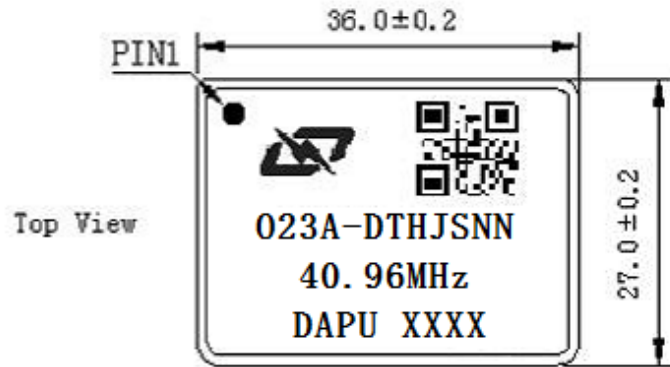 36.0±0.2
PIN1
Top View
O23A-DTHJSNN
40.96MHz
DAPU XXXX
27.0±0.2